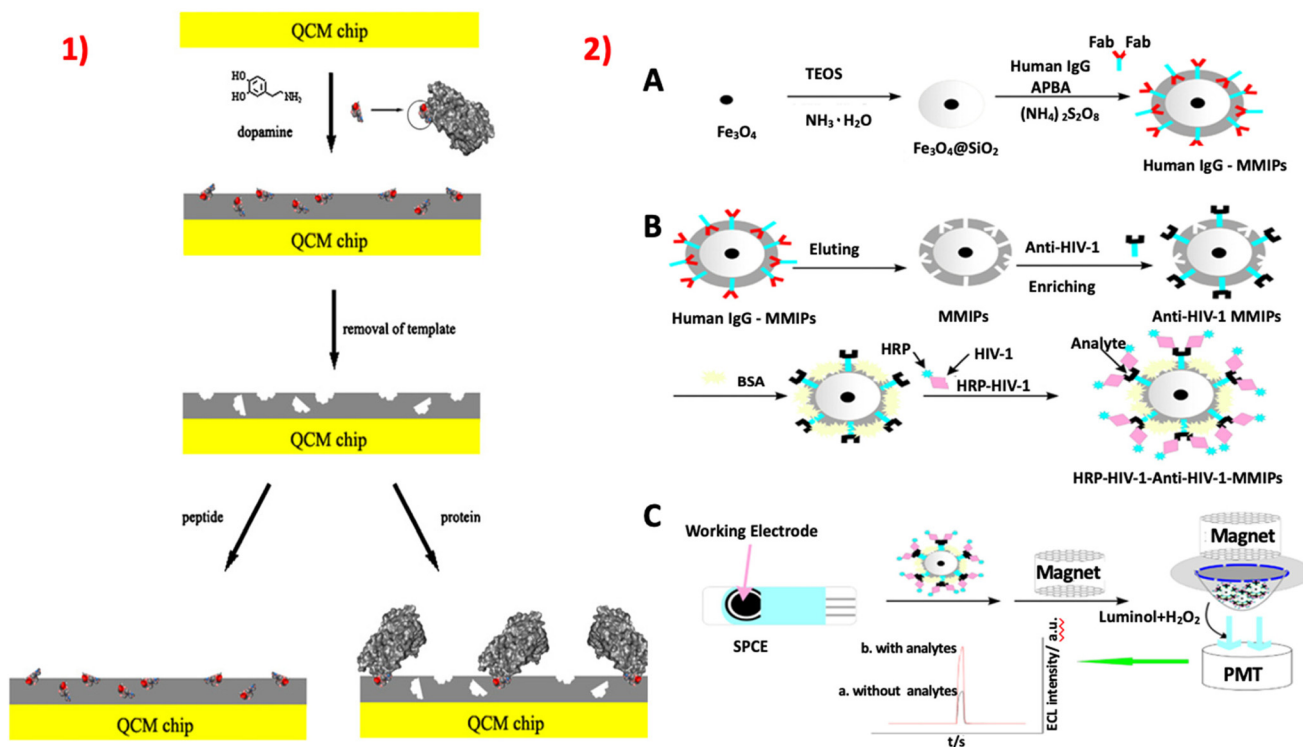 1)
QCM chip
HO
HO
NH2
dopamine
QCM chip
removal of template
QCM chip
peptide
protein
QCM chip
QCM chip
2)
A
Fe3O4
TEOS
NH3 · H2O
Fe3O4@SiO2
Fab Fab
Human IgG
APBA
(NH4) 2S2O8
Human IgG - MMIPs
B
Human IgG - MMIPs
Eluting
MMIPs
Anti-HIV-1
Enriching
Anti-HIV-1 MMIPs
BSA
HRP
HIV-1
HRP-HIV-1
Analyte
HRP-HIV-1-Anti-HIV-1-MMIPs
C
Working Electrode
SPCE
Magnet
Magnet
Luminol+H2O2
PMT
b. with analytes
a. without analytes
ECL intensity/ a.u.
t/s